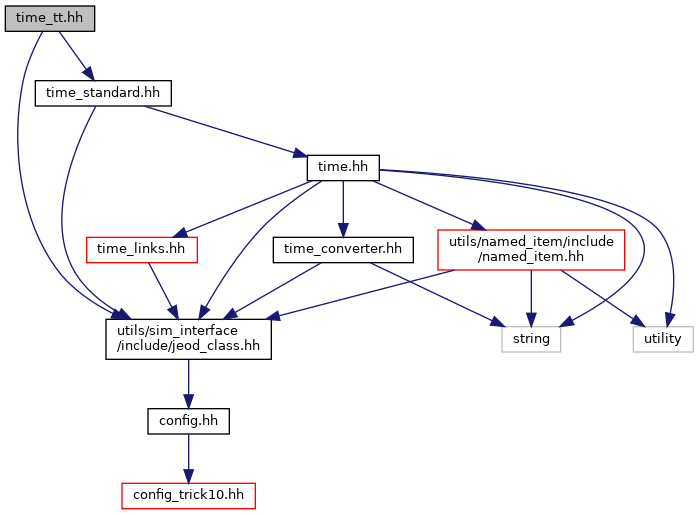 time_tt.hh
time_standard.hh
time.hh
time_links.hh
time_converter.hh
utils/named_item/include
/named_item.hh
utils/sim_interface
/include/jeod_class.hh
string
utility
config.hh
config_trick10.hh